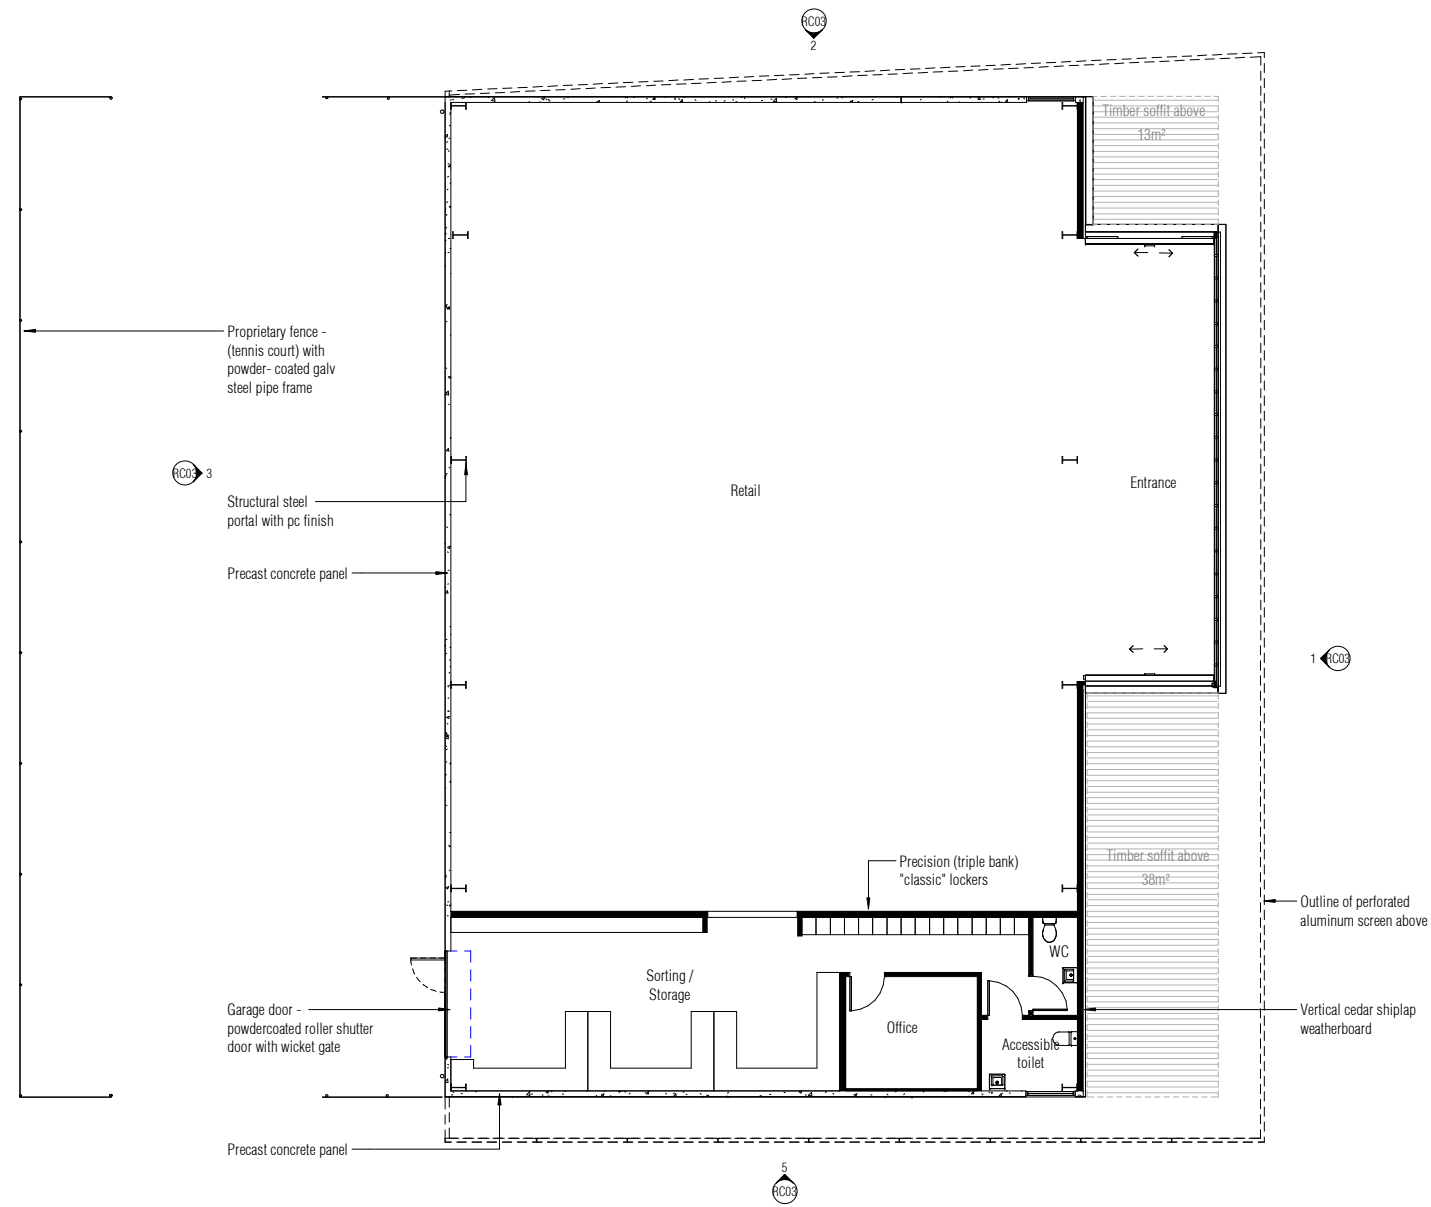 RC03
2
Timber soffit above
13m²
Proprietary fence -
(tennis court) with
powder- coated galv
steel pipe frame
RC03 3
Structural steel
portal with pc finish
Precast concrete panel
Retail
Entrance
1 RC03
Precision (triple bank)
"classic" lockers
Timber soffit above
38m²
Outline of perforated
aluminum screen above
WC
Sorting /
Storage
Office
Accessible
toilet
Garage door -
powdercoated roller shutter
door with wicket gate
Vertical cedar shiplap
weatherboard
Precast concrete panel
5
RC03